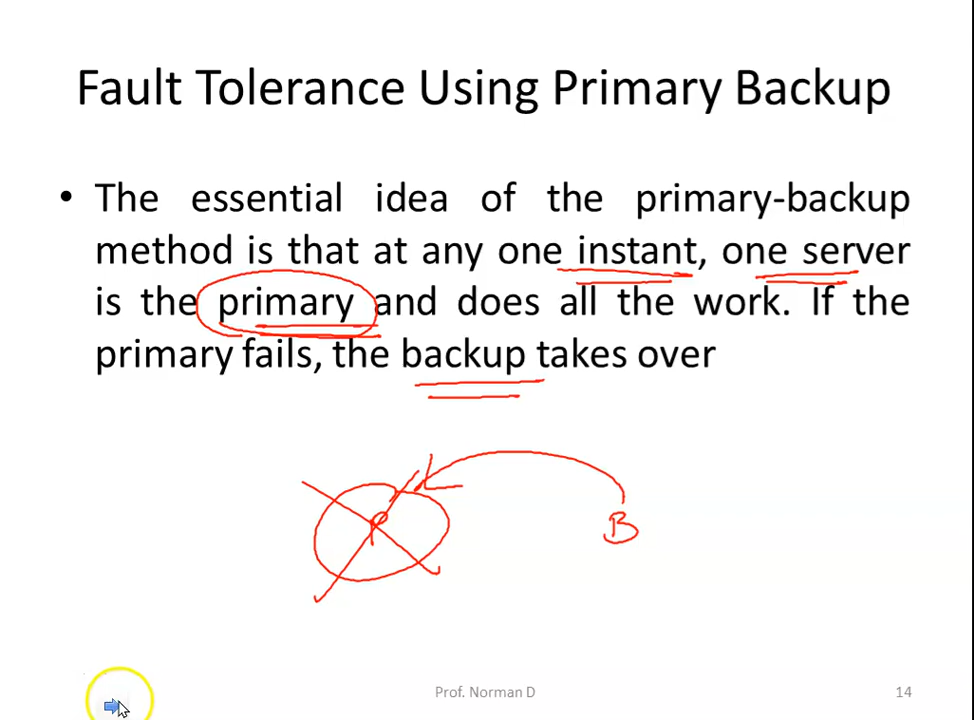 Fault Tolerance Using Primary Backup
• The essential idea of the primary-backup
method is that at any one instant, one server
is the primary and does all the work. If the
primary fails, the backup takes over
P
B
Prof. Norman D
14